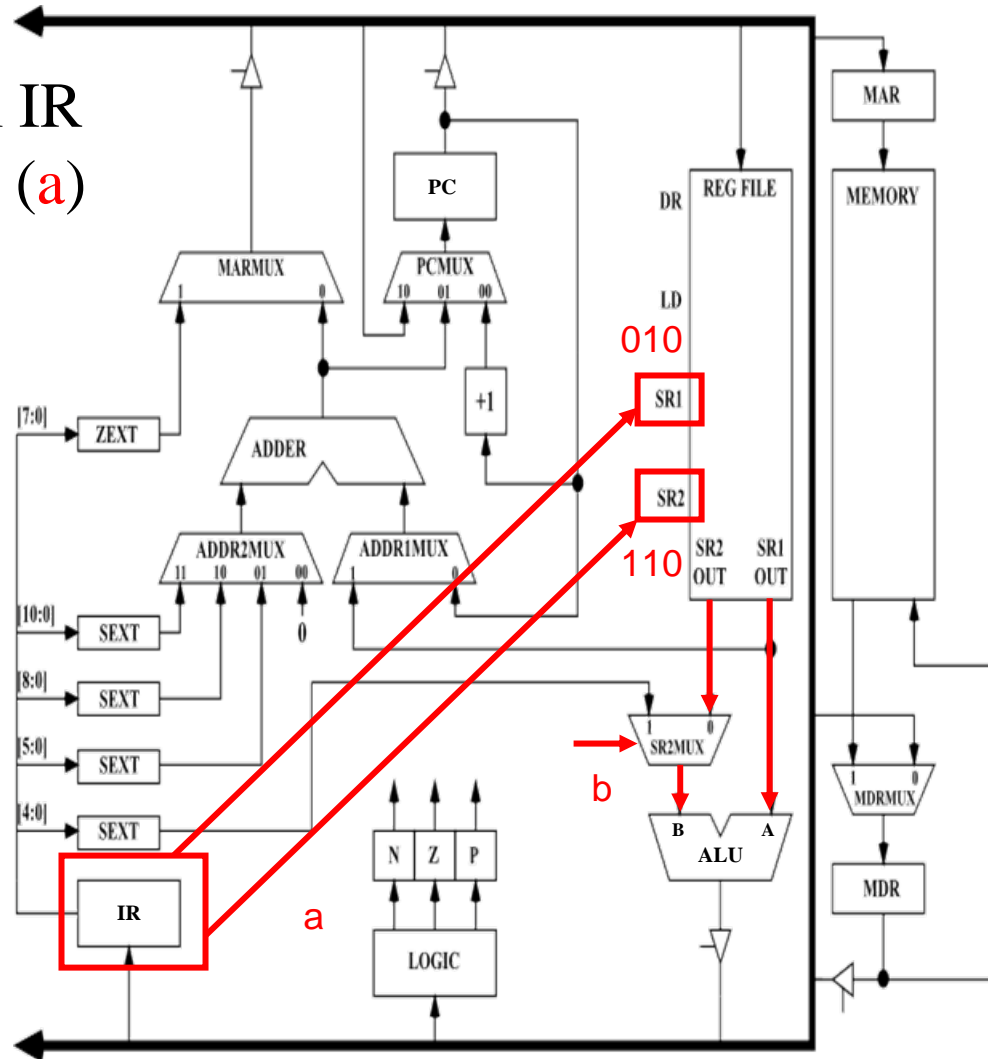 IR
(a)
MAR
PC
DR
REG FILE
MEMORY
MARMUX
1
0
PCMUX
10
01
00
LD
010
SR1
+1
[7:0]
ZEXT
ADDER
SR2
110
SR2
OUT
SR1
OUT
ADDR2MUX
11
10
01
00
ADDR1MUX
1
0
[10:0]
SEXT
0
[8:0]
SEXT
1
0
SR2MUX
[5:0]
SEXT
b
1
0
MDRMUX
[4:0]
SEXT
B
A
ALU
N
Z
P
MDR
IR
a
LOGIC